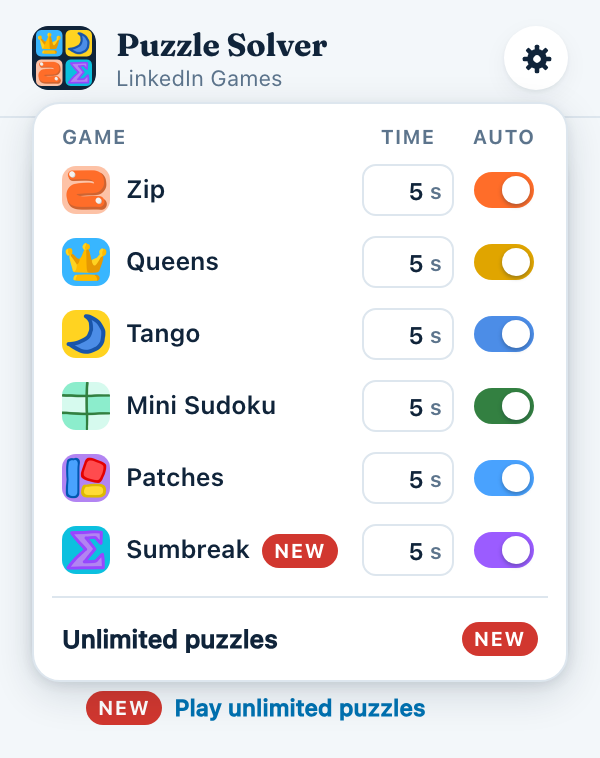 Puzzle Solver
LinkedIn Games
GAME TIME AUTO
Zip 5 s
Queens 5 s
Tango 5 s
Mini Sudoku 5 s
Patches 5 s
Sumbreak NEW 5 s
Unlimited puzzles NEW
NEW Play unlimited puzzles